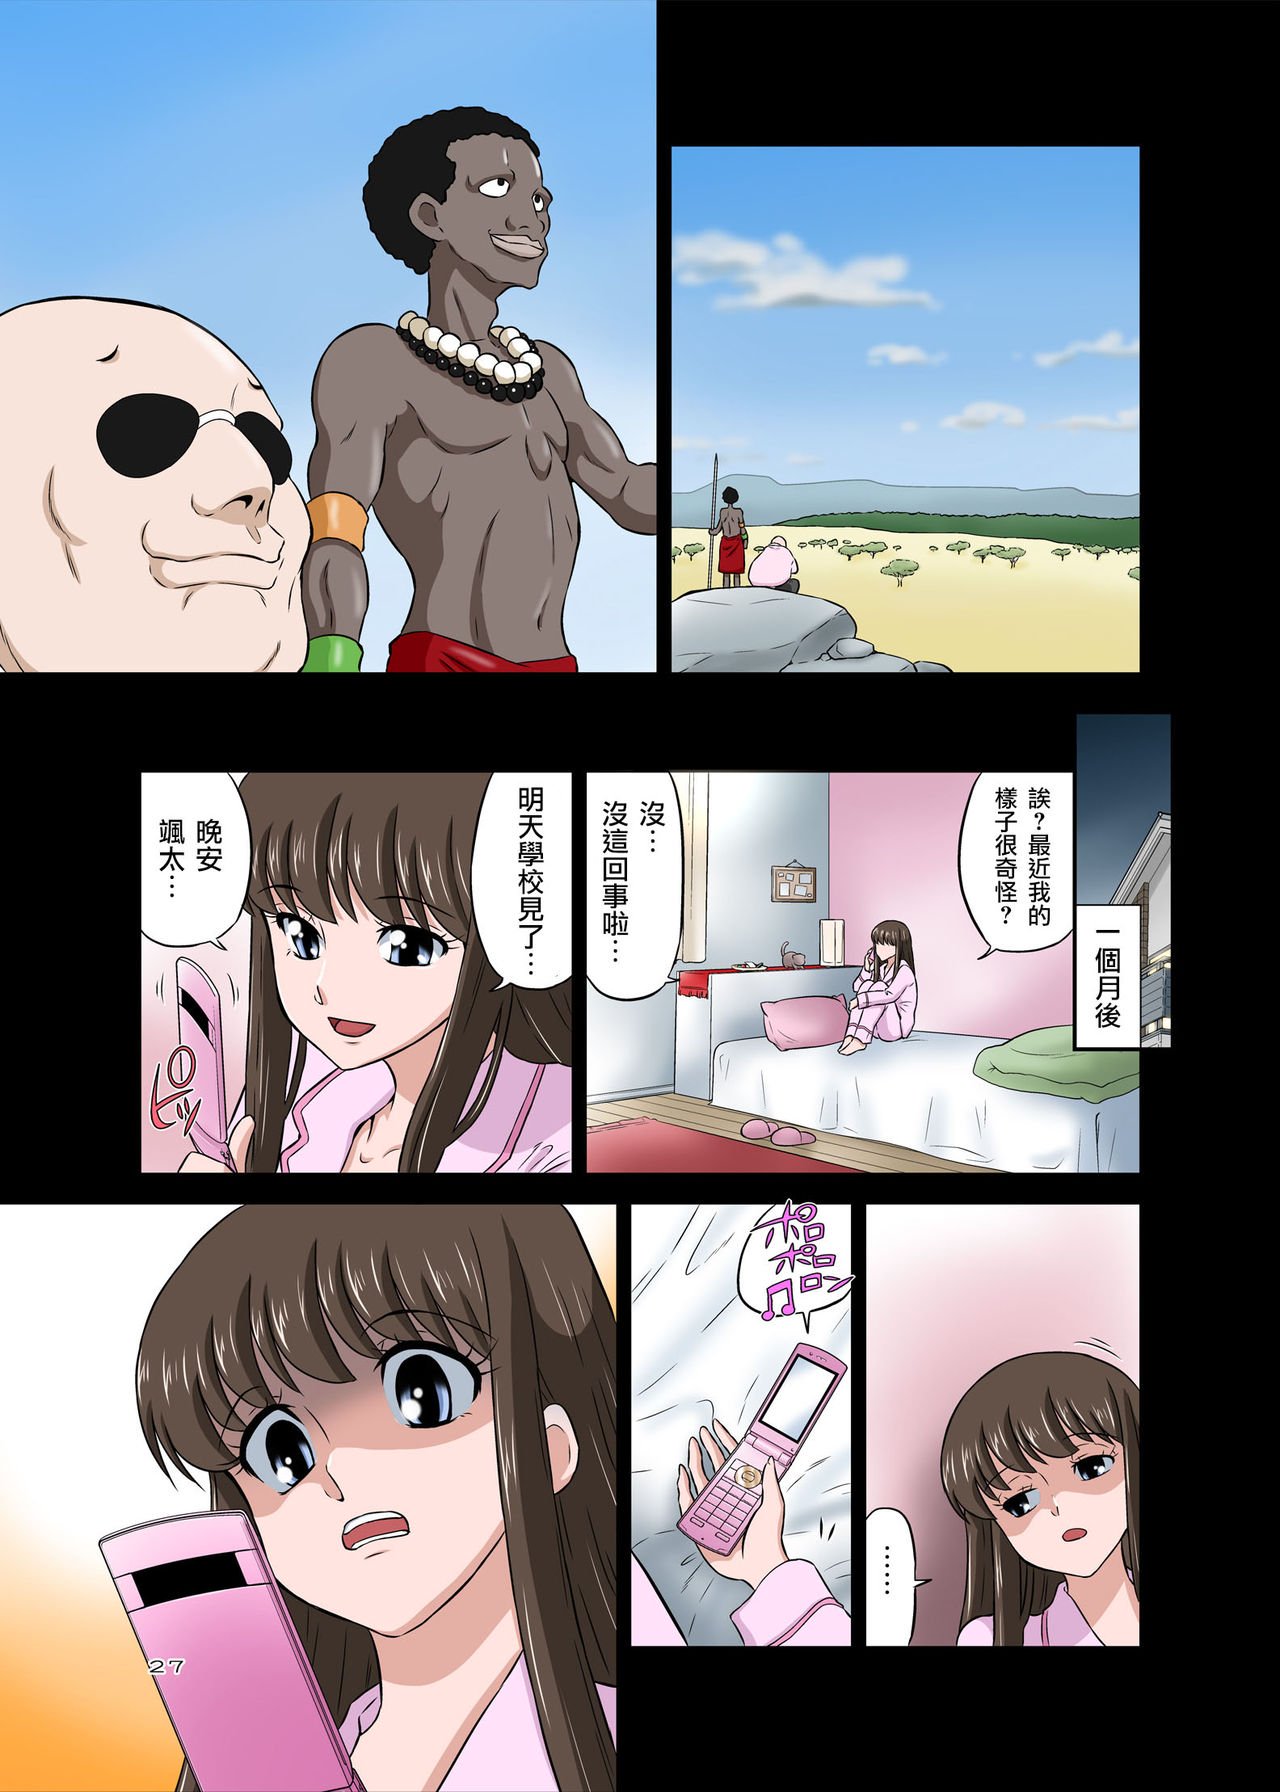 一個月後
誒？最近我的
樣子很奇怪？
沒…
沒這回事啦…
明天學校見了…
晚安
颯太…
ピッ
……
ポロ
ポロロン
27